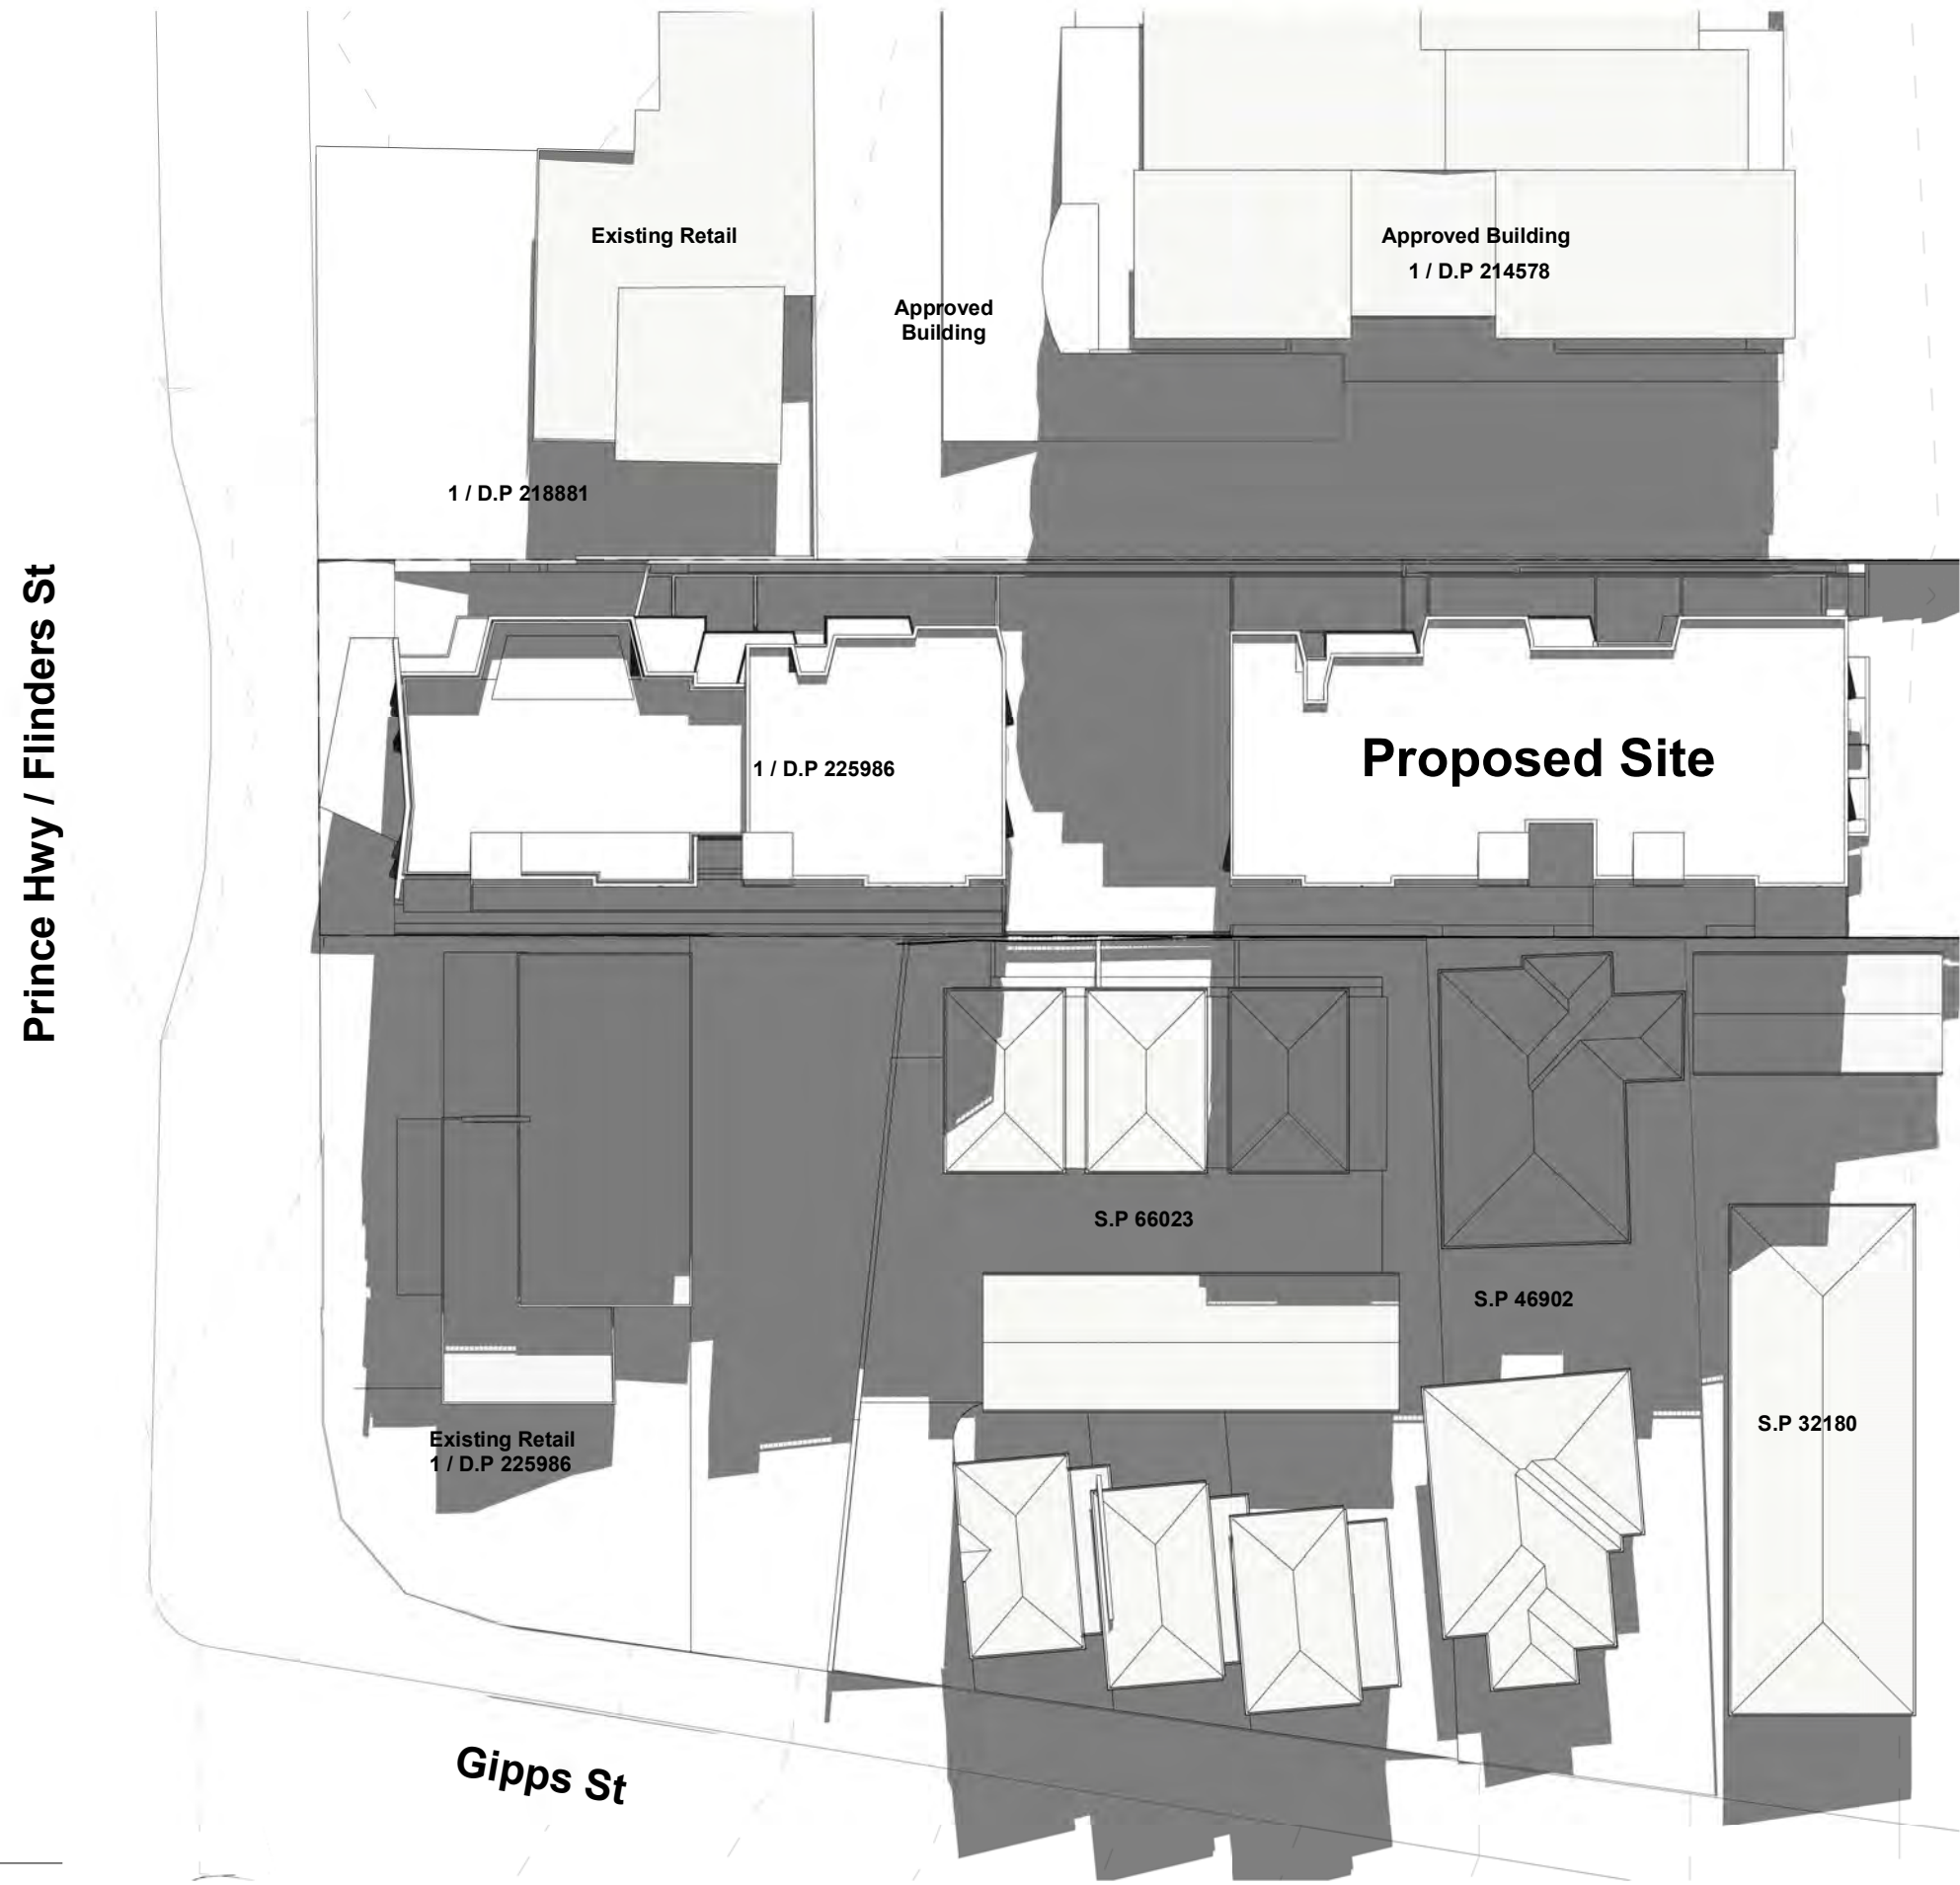 Existing Retail
Approved Building
1 / D.P 214578
Approved
Building
1 / D.P 218881
Prince Hwy / Flinders St
1 / D.P 225986
Proposed Site
S.P 66023
S.P 46902
S.P 32180
Existing Retail
1 / D.P 225986
Gipps St